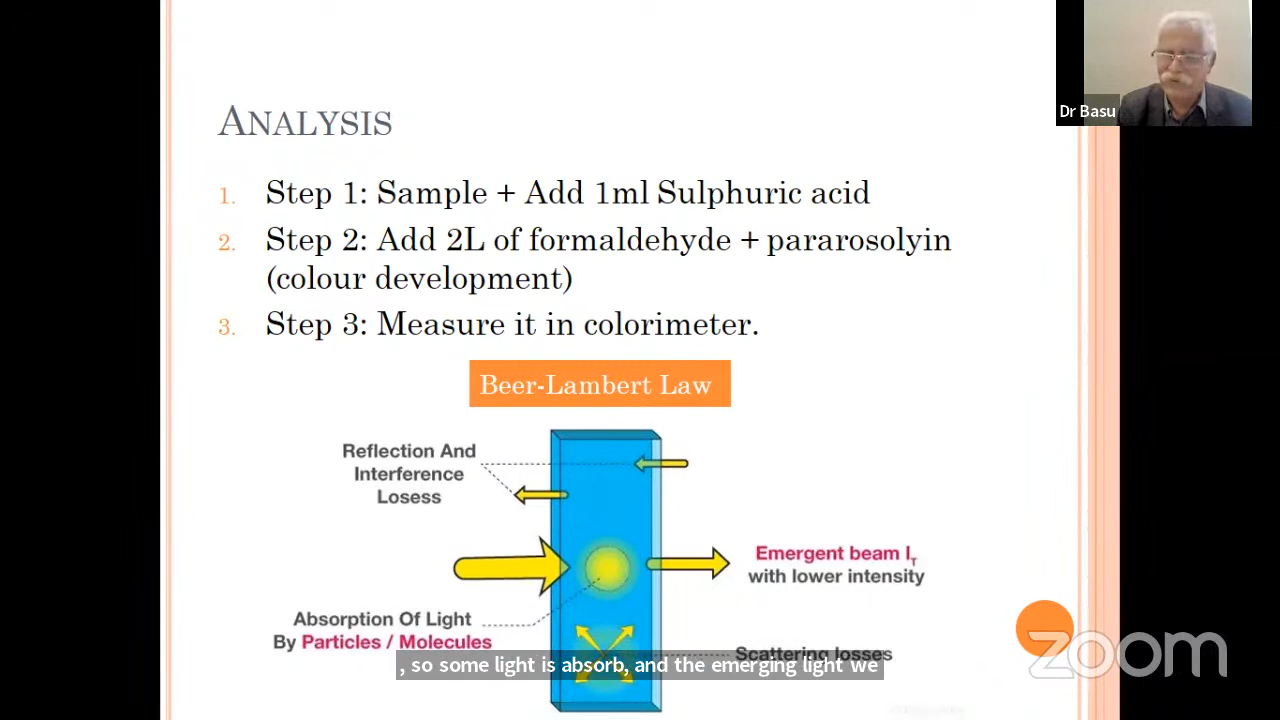 ANALYSIS
Dr Basu
1. Step 1: Sample + Add 1ml Sulphuric acid
2. Step 2: Add 2L of formaldehyde + pararosolyin
(colour development)
3. Step 3: Measure it in colorimeter.
Beer-Lambert Law
Reflection And
Interference
Losess
Emergent beam I_T
with lower intensity
Absorption Of Light
By Particles / Molecules
Scattering losses
, so some light is absorb, and the emerging light we
zoom